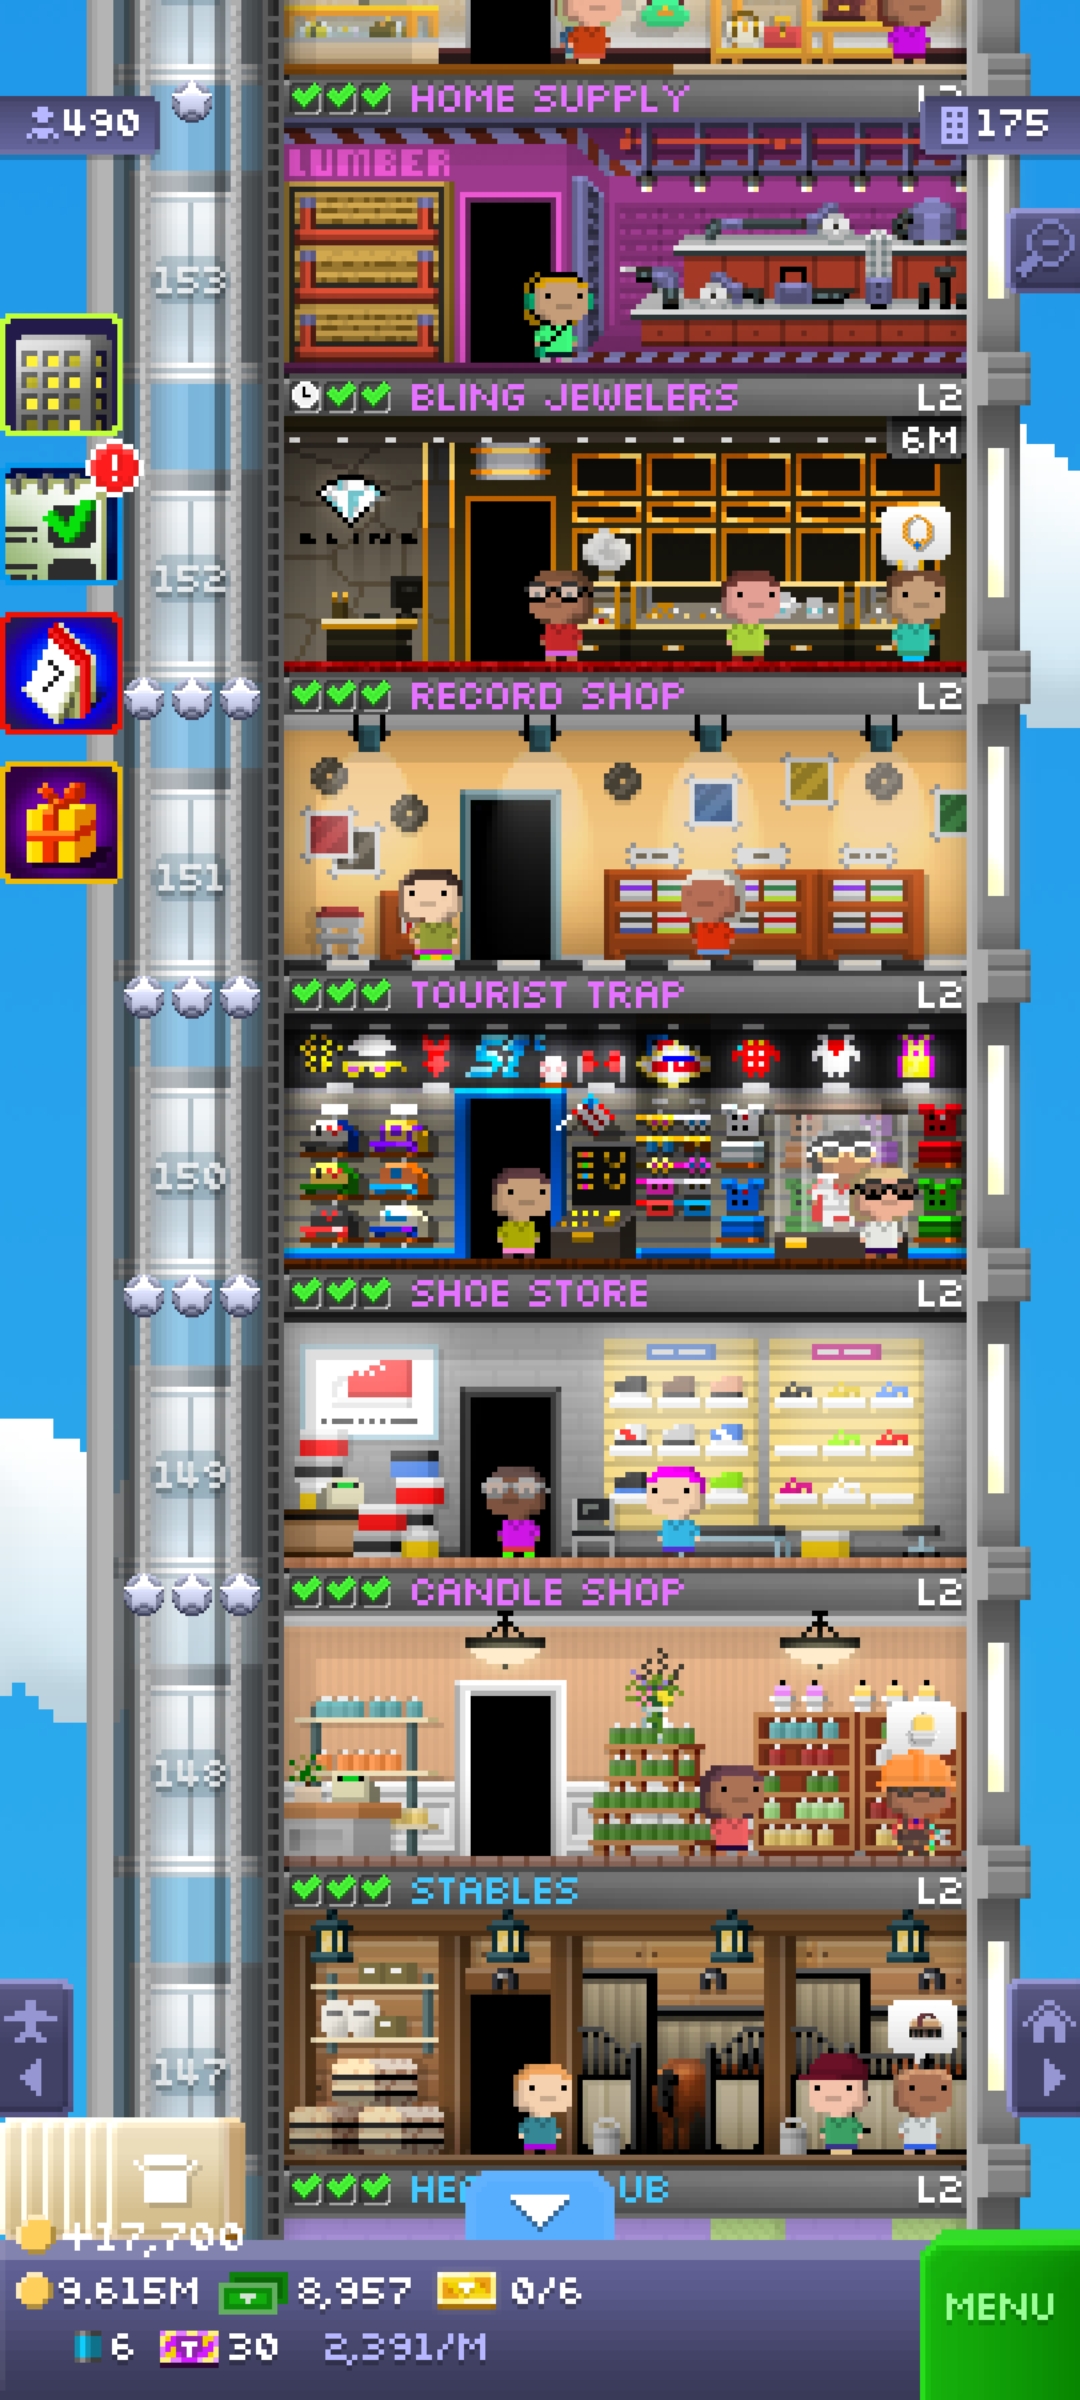 HOME SUPPLY
490
175
LUMBER
153
BLING JEWELERS L2
6M
BLING
152
RECORD SHOP L2
151
TOURIST TRAP L2
150
SHOE STORE L2
149
CANDLE SHOP L2
148
STABLES L2
147
L2
+17,700
9.615M 8,957 0/6
6 30 2,391/M
MENU